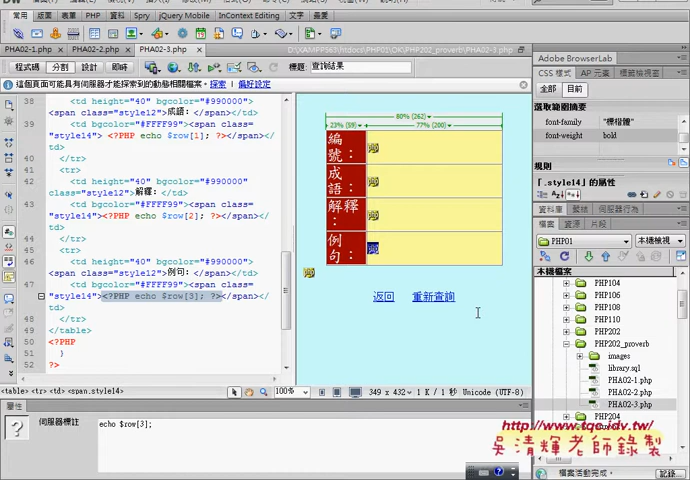 常用 版面 表單 PHP 資料 Spry jQuery Mobile InContext Editing 文字 我的最愛
PHA02-1.php × PHA02-2.php × PHA02-3.php × D:\XAMPP563\htdocs\PHP01\OK\PHP202_proverb\PHA02-3.php
程式碼 分割 設計 即時 標題: 查詢結果
這個頁面可能具有伺服器才能探索到的動態相關檔案。 探索 | 偏好設定
38 <td height="40" bgcolor="#990000">
<span class="style12">成語：</span></td>
39 <td bgcolor="#FFFF99"><span class=
"style14"> <?PHP echo $row[1]; ?></span></
td>
40 </tr>
41 <tr>
42 <td height="40" bgcolor="#990000"
class="style12">解釋：</td>
43 <td bgcolor="#FFFF99"><span class=
"style14"><?PHP echo $row[2]; ?></span></
td>
44 </tr>
45 <tr>
46 <td height="40" bgcolor="#990000">
<span class="style12">例句：</span></td>
47 <td bgcolor="#FFFF99"><span class=
"style14"><?PHP echo $row[3]; ?></span></
td>
48 </tr>
49 </table>
50 <?PHP
51 }
52 ?>
80% (262)
23% (59) 77% (200)
編號：
成語：
解釋：
例句：
返回 重新查詢
<table> <tr> <td> <span.style14>
100% 349 x 432 1 K / 1 秒 Unicode (UTF-8)
屬性
伺服器標註 echo $row[3];
Adobe BrowserLab
CSS 樣式 AP 元素 標籤檢視窗
全部 目前
選取範圍摘要
font-family "標楷體"
font-weight bold
規則
「.style14」的屬性
資料庫 繫結 伺服器行為
檔案 資源 片段
PHP01 本機檢視
本機檔案
PHP104
PHP106
PHP108
PHP110
PHP202
PHP202_proverb
images
library.sql
PHA02-1.php
PHA02-2.php
PHA02-3.php
PHP204
http://www.tqc.idv.tw/
吳清輝老師錄製
檔案活動完成。 記錄...